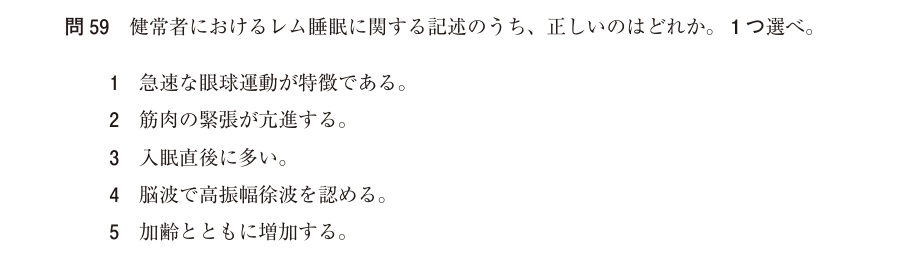 問59 健常者におけるレム睡眠に関する記述のうち、正しいのはどれか。1つ選べ。
1 急速な眼球運動が特徴である。
2 筋肉の緊張が亢進する。
3 入眠直後に多い。
4 脳波で高振幅徐波を認める。
5 加齢とともに増加する。